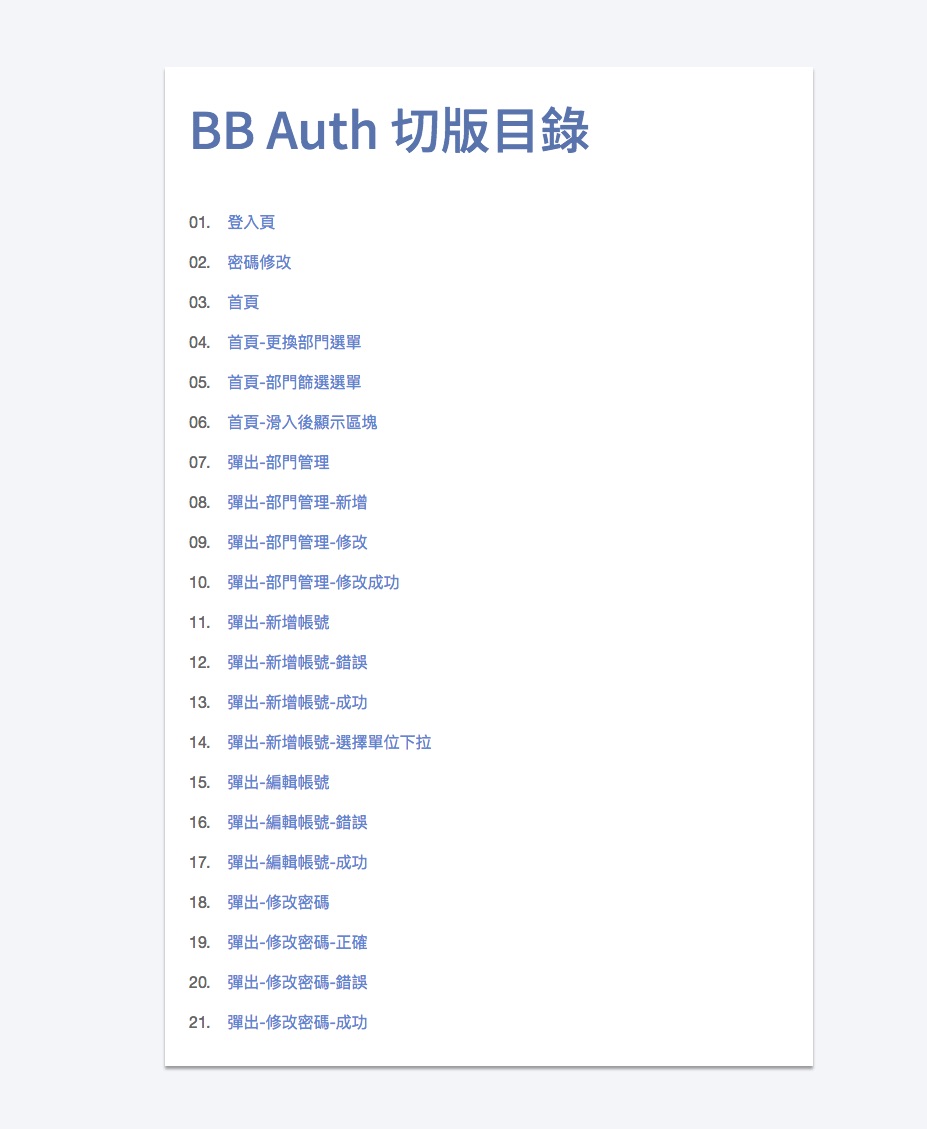 BB Auth 切版目錄
01. 登入頁
02. 密碼修改
03. 首頁
04. 首頁-更換部門選單
05. 首頁-部門篩選選單
06. 首頁-滑入後顯示區塊
07. 彈出-部門管理
08. 彈出-部門管理-新增
09. 彈出-部門管理-修改
10. 彈出-部門管理-修改成功
11. 彈出-新增帳號
12. 彈出-新增帳號-錯誤
13. 彈出-新增帳號-成功
14. 彈出-新增帳號-選擇單位下拉
15. 彈出-編輯帳號
16. 彈出-編輯帳號-錯誤
17. 彈出-編輯帳號-成功
18. 彈出-修改密碼
19. 彈出-修改密碼-正確
20. 彈出-修改密碼-錯誤
21. 彈出-修改密碼-成功